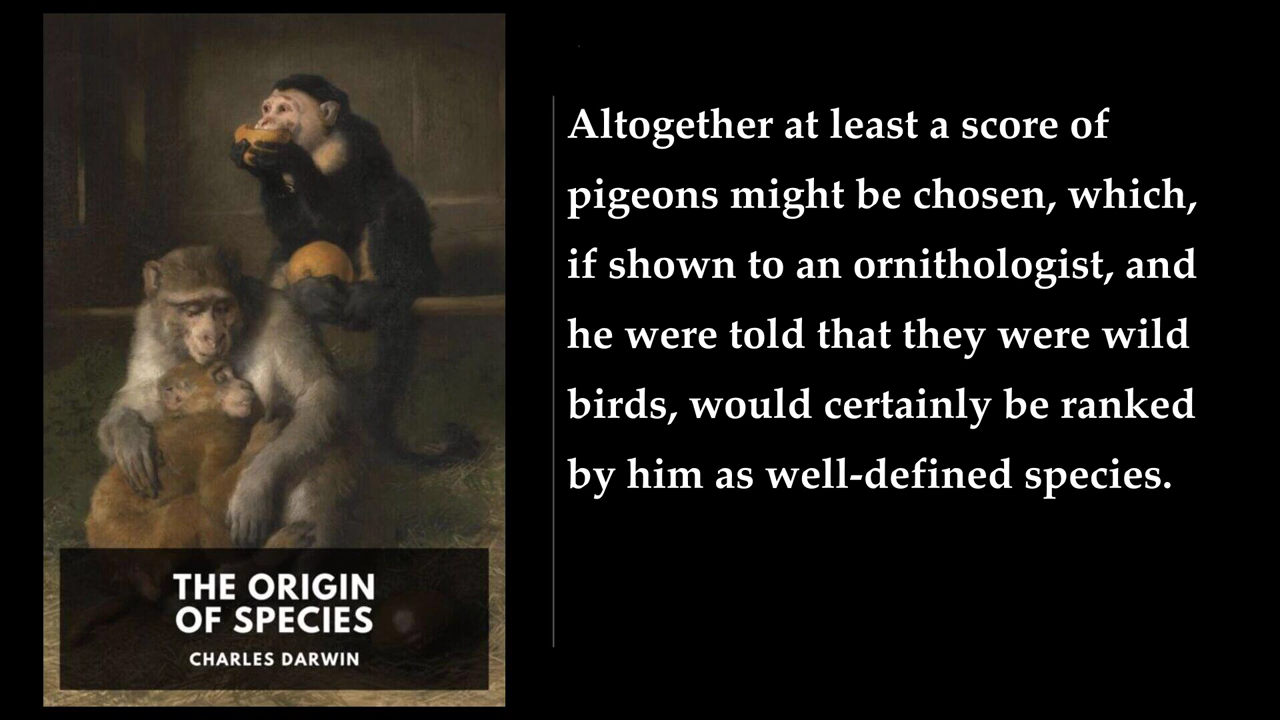 Altogether at least a score of
pigeons might be chosen, which,
if shown to an ornithologist, and
he were told that they were wild
birds, would certainly be ranked
by him as well-defined species.
THE ORIGIN
OF SPECIES
CHARLES DARWIN